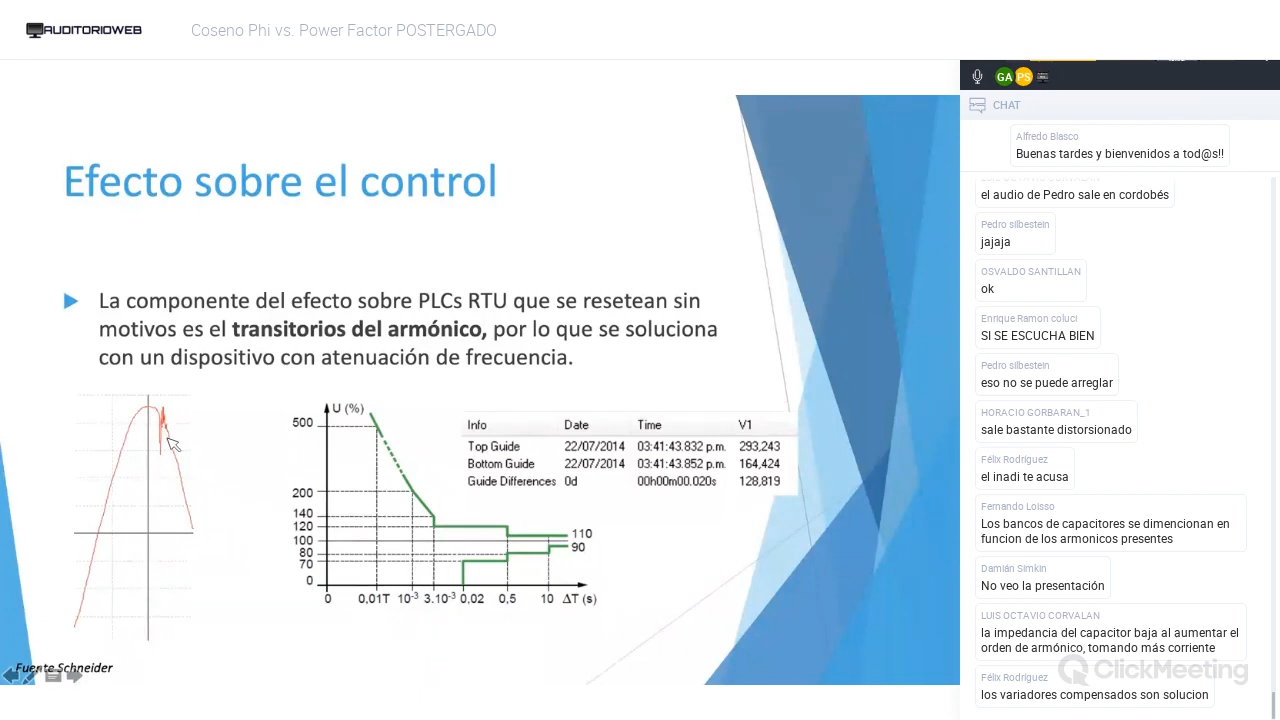 AUDITORIOWEB
Coseno Phi vs. Power Factor POSTERGADO
Efecto sobre el control
La componente del efecto sobre PLCs RTU que se resetean sin
motivos es el transitorios del armónico, por lo que se soluciona
con un dispositivo con atenuación de frecuencia.
U (%)
500
200
140
120
100
80
70
0
110
90
0
0,01T
10-3
3.10-3
0,02
0,5
10
ΔT (s)
Info Date Time V1
Top Guide 22/07/2014 03:41:43.832 p.m. 293,243
Bottom Guide 22/07/2014 03:41:43.852 p.m. 164,424
Guide Differences 0d 00h00m00.020s 128,819
Fuente Schneider
GA PS
CHAT
Alfredo Blasco
Buenas tardes y bienvenidos a tod@s!!
el audio de Pedro sale en cordobés
Pedro silbestein
jajaja
OSVALDO SANTILLAN
ok
Enrique Ramon coluci
SI SE ESCUCHA BIEN
Pedro silbestein
eso no se puede arreglar
HORACIO GORBARAN_1
sale bastante distorsionado
Félix Rodríguez
el inadi te acusa
Fernando Loisso
Los bancos de capacitores se dimencionan en
funcion de los armonicos presentes
Damián Simkin
No veo la presentación
LUIS OCTAVIO CORVALAN
la impedancia del capacitor baja al aumentar el
orden de armónico, tomando más corriente
Félix Rodríguez
los variadores compensados son solucion
ClickMeeting